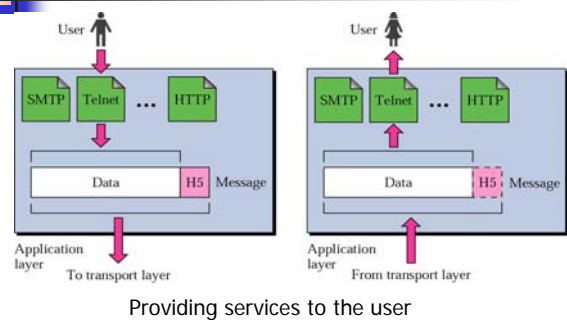 User
SMTP Telnet ... HTTP
Data H5 Message
Application
layer
To transport layer
User
SMTP Telnet ... HTTP
Data H5 Message
Application
layer
From transport layer
Providing services to the user